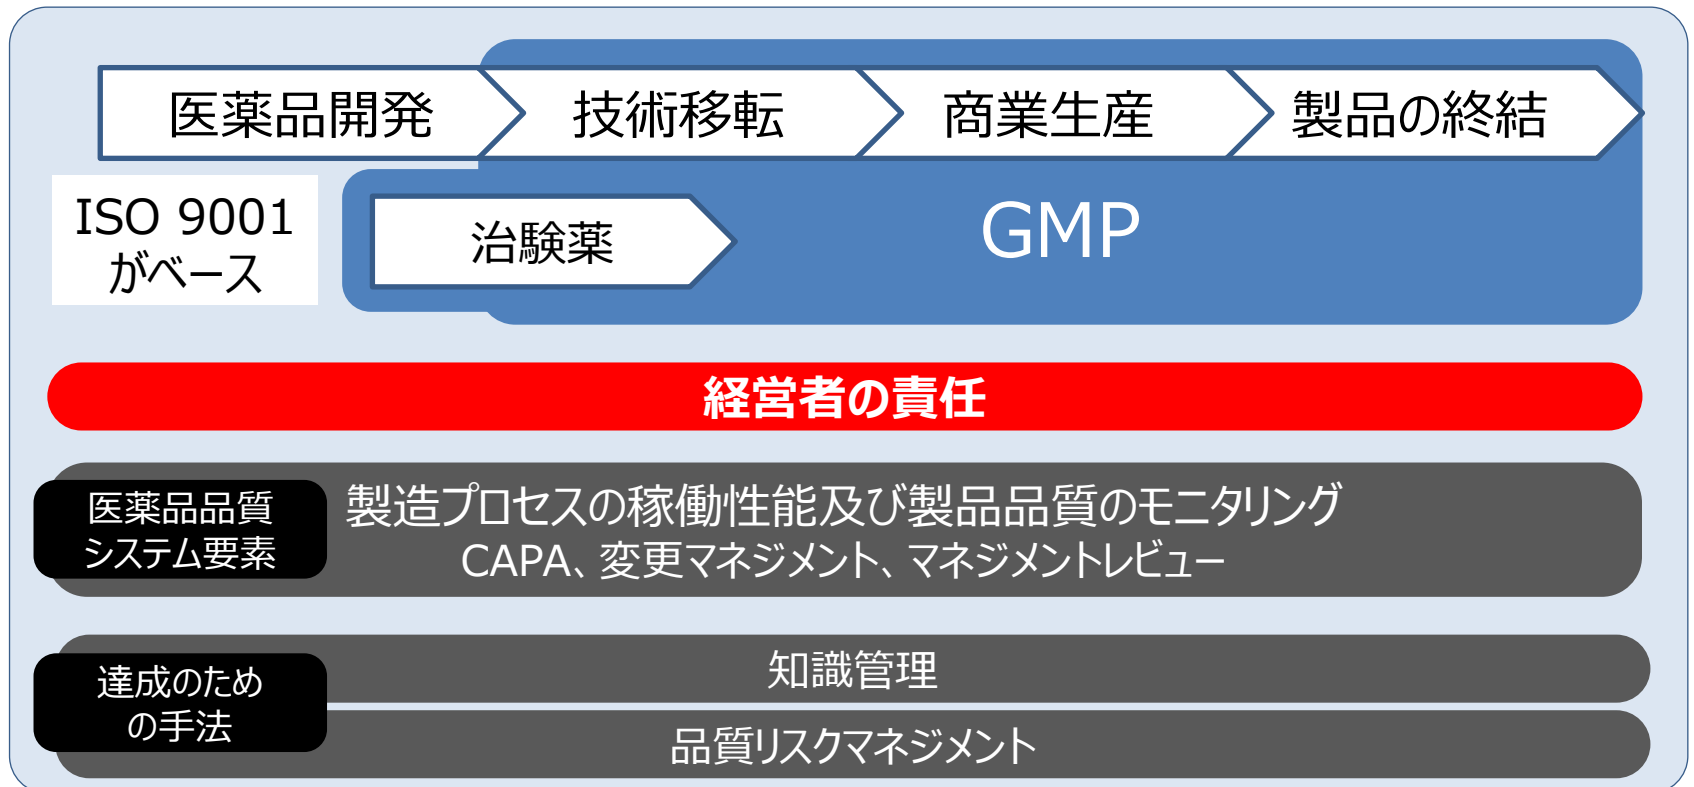 医薬品開発
技術移転
商業生産
製品の終結
ISO 9001
がベース
治験薬
GMP
経営者の責任
医薬品品質
システム要素
製造プロセスの稼働性能及び製品品質のモニタリング
CAPA、変更マネジメント、マネジメントレビュー
達成のため
の手法
知識管理
品質リスクマネジメント